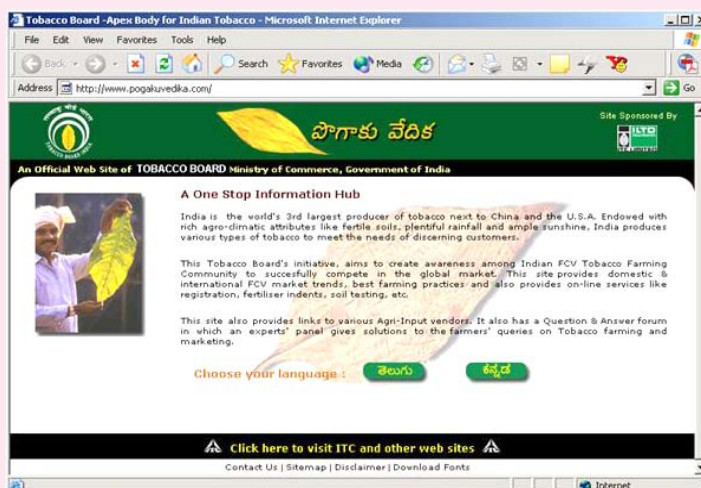 Tobacco Board -Apex Body for Indian Tobacco - Microsoft Internet Explorer
File Edit View Favorites Tools Help
Back Search Favorites Media
Address http://www.pogakuvedika.com/ Go
పొగాకు వేదిక
Site Sponsored By
ILTD
ITC LIMITED
TOBACCO BOARD INDIA
An Official Web Site of TOBACCO BOARD Ministry of Commerce, Government of India
A One Stop Information Hub
India is the world's 3rd largest producer of tobacco next to China and the U.S.A. Endowed with
rich agro-climatic attributes like fertile soils, plentiful rainfall and ample sunshine, India produces
various types of tobacco to meet the needs of discerning customers.
This Tobacco Board's initiative, aims to create awareness among Indian FCV Tobacco Farming
Community to succesfully compete in the global market. This site provides domestic &
international FCV market trends, best farming practices and also provides on-line services like
registration, fertiliser indents, soil testing, etc.
This site also provides links to various Agri-Input vendors. It also has a Question & Answer forum
in which an experts' panel gives solutions to the farmers' queries on Tobacco farming and
marketing.
Choose your language : తెలుగు ಕನ್ನಡ
Click here to visit ITC and other web sites
Contact Us | Sitemap | Disclaimer | Download Fonts
Internet